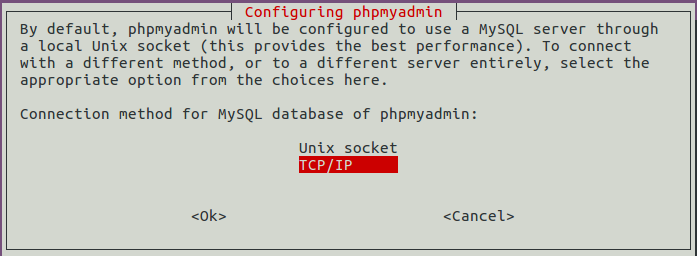 Configuring phpmyadmin
By default, phpmyadmin will be configured to use a MySQL server through
a local Unix socket (this provides the best performance). To connect
with a different method, or to a different server entirely, select the
appropriate option from the choices here.
Connection method for MySQL database of phpmyadmin:
Unix socket
TCP/IP
<Ok> <Cancel>